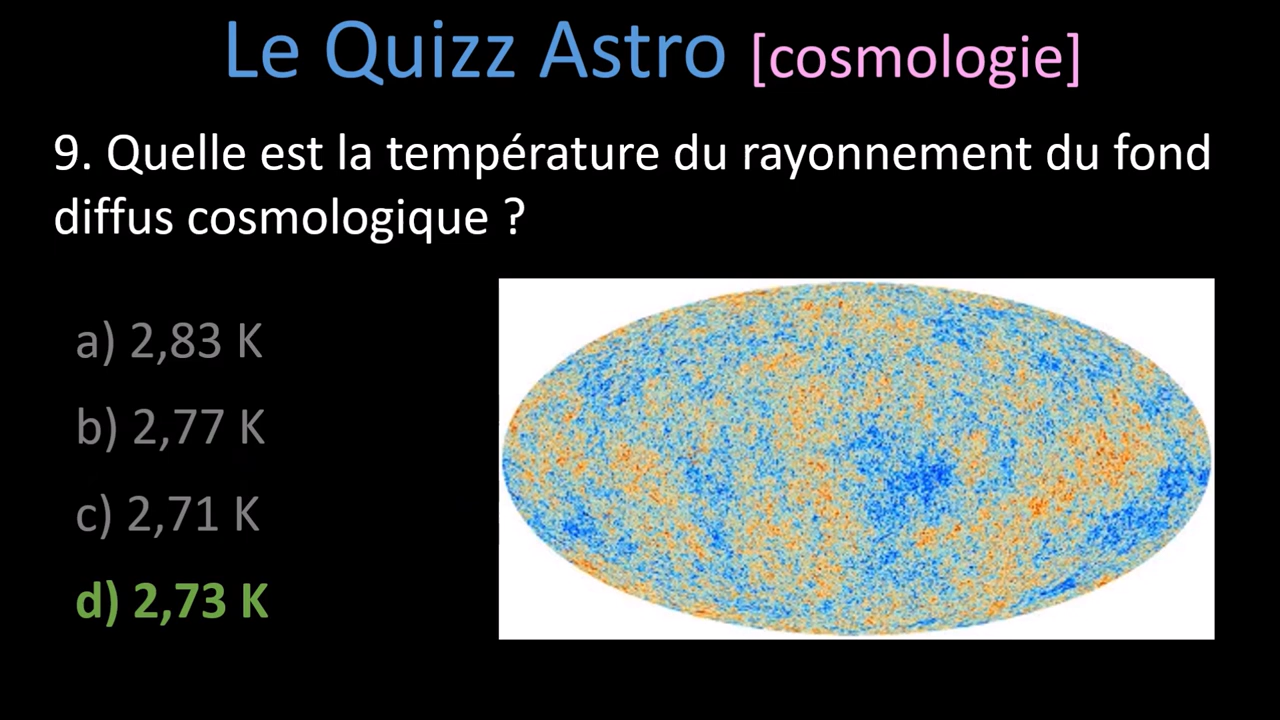 Le Quizz Astro [cosmologie]
9. Quelle est la température du rayonnement du fond
diffus cosmologique ?
a) 2,83 K
b) 2,77 K
c) 2,71 K
d) 2,73 K